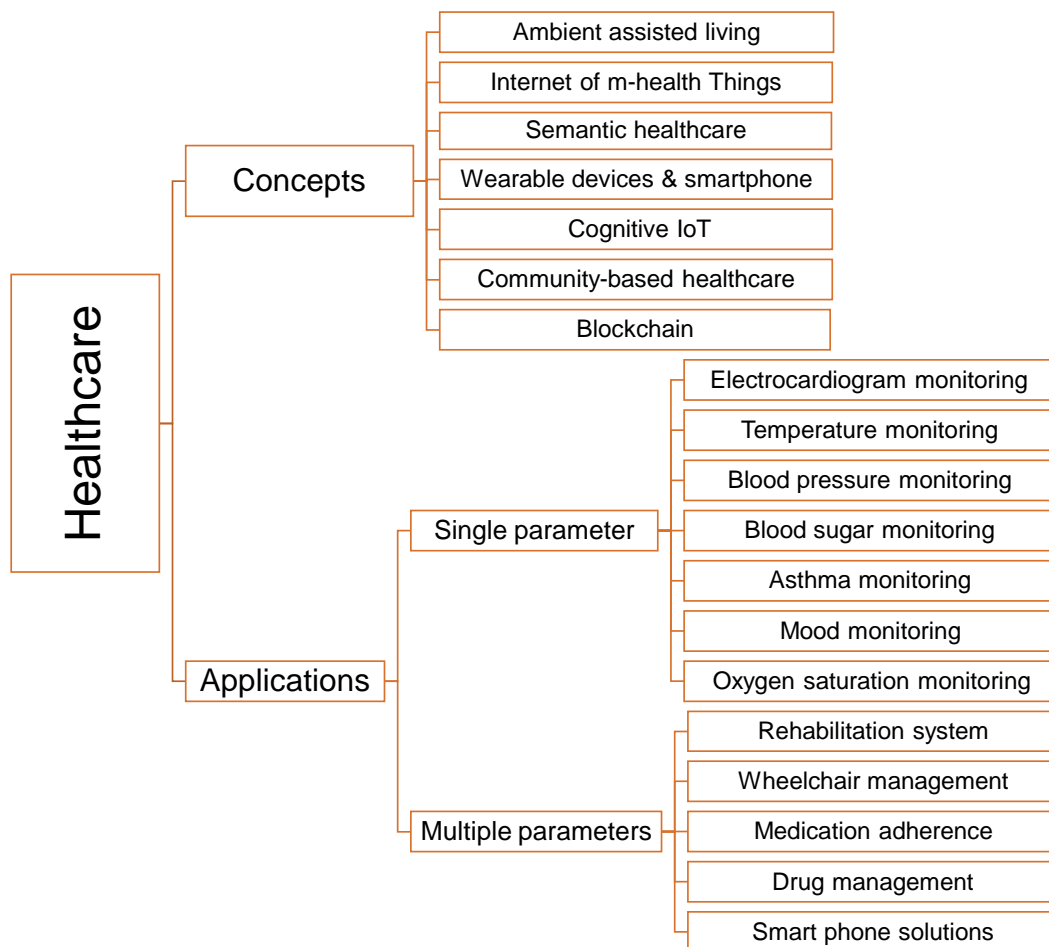 Healthcare
Concepts
Ambient assisted living
Internet of m-health Things
Semantic healthcare
Wearable devices & smartphone
Cognitive IoT
Community-based healthcare
Blockchain
Applications
Single parameter
Electrocardiogram monitoring
Temperature monitoring
Blood pressure monitoring
Blood sugar monitoring
Asthma monitoring
Mood monitoring
Oxygen saturation monitoring
Multiple parameters
Rehabilitation system
Wheelchair management
Medication adherence
Drug management
Smart phone solutions